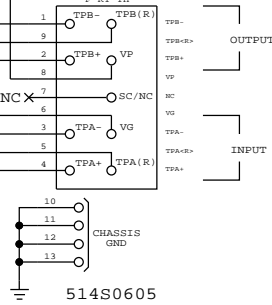 1 TPB- TPB(R) TPB-
9 TPB<R> OUTPUT
2 TPB+ VP TPB+
8 VP
NC 7 SC/NC NC
6 VG
3 TPA- VG TPA-
5 TPA<R> INPUT
4 TPA+ TPA(R) TPA+
10
11
CHASSIS
12 GND
13
514S0605